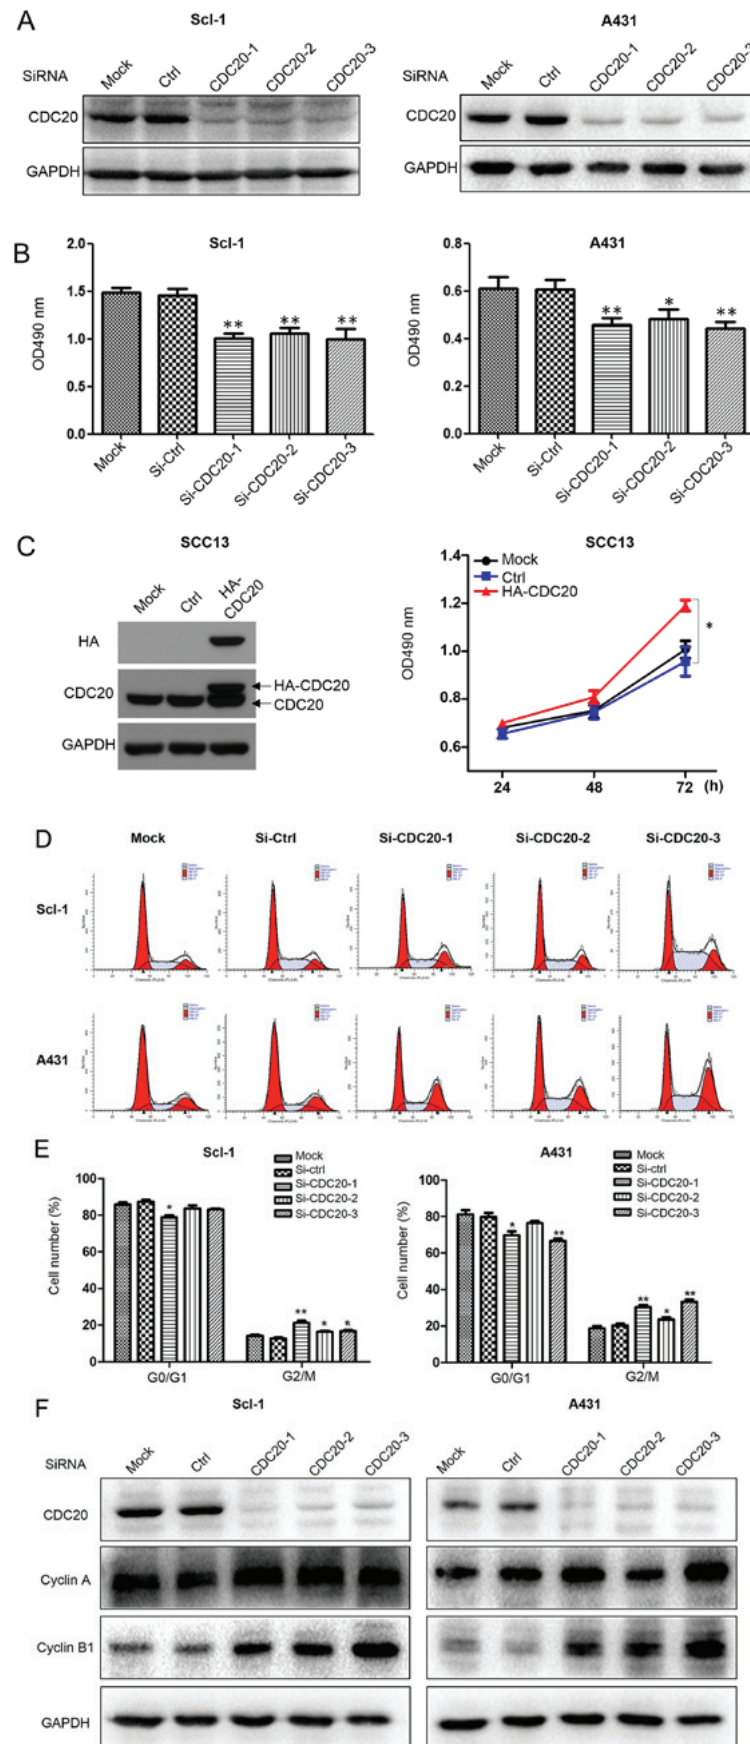 A
Scl-1
A431
SiRNA Mock Ctrl CDC20-1 CDC20-2 CDC20-3
SiRNA Mock Ctrl CDC20-1 CDC20-2 CDC20-3
CDC20
CDC20
GAPDH
GAPDH
B
Scl-1
A431
OD490 nm
2.0
1.5
1.0
0.5
0.0
Mock Si-Ctrl Si-CDC20-1 Si-CDC20-2 Si-CDC20-3
** ** **
OD490 nm
0.8
0.6
0.4
0.2
0.0
Mock Si-Ctrl Si-CDC20-1 Si-CDC20-2 Si-CDC20-3
** * **
C
SCC13
Mock Ctrl HA-CDC20
HA
CDC20
HA-CDC20
CDC20
GAPDH
SCC13
Mock
Ctrl
HA-CDC20
OD490 nm
1.4
1.2
1.0
0.8
0.6
*
24 48 72 (h)
D
Mock Si-Ctrl Si-CDC20-1 Si-CDC20-2 Si-CDC20-3
Scl-1
A431
E
Scl-1
Mock
Si-ctrl
Si-CDC20-1
Si-CDC20-2
Si-CDC20-3
Cell number (%)
100
80
60
40
20
0
* ** * *
G0/G1 G2/M
A431
Mock
Si-ctrl
Si-CDC20-1
Si-CDC20-2
Si-CDC20-3
Cell number (%)
100
80
60
40
20
0
* ** ** * **
G0/G1 G2/M
F
Scl-1
A431
SiRNA Mock Ctrl CDC20-1 CDC20-2 CDC20-3
SiRNA Mock Ctrl CDC20-1 CDC20-2 CDC20-3
CDC20
Cyclin A
Cyclin B1
GAPDH